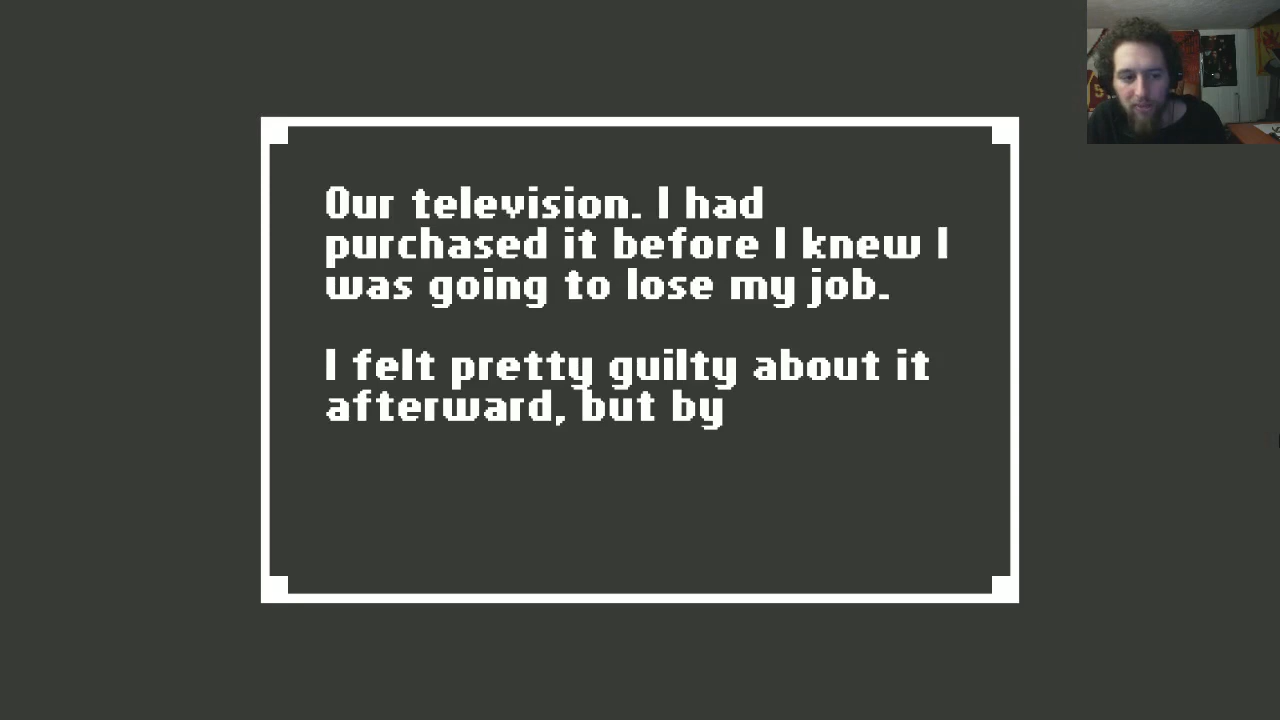 Our television. I had
purchased it before I knew I
was going to lose my job.
I felt pretty guilty about it
afterward, but by